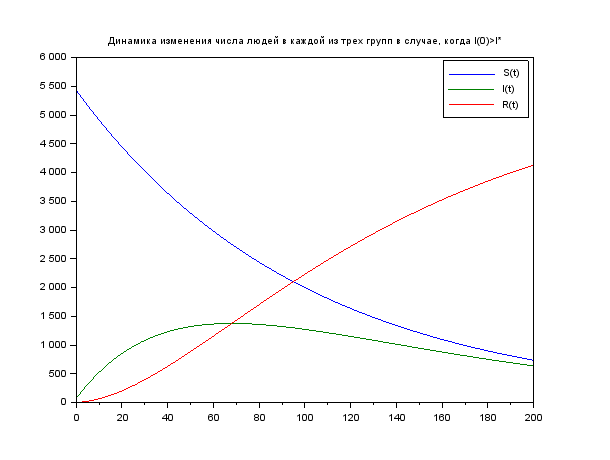 Динамика изменения числа людей в каждой из трех групп в случае, когда I(0)>I*
6 000
5 500
5 000
4 500
4 000
3 500
3 000
2 500
2 000
1 500
1 000
500
0
S(t)
I(t)
R(t)
0 20 40 60 80 100 120 140 160 180 200